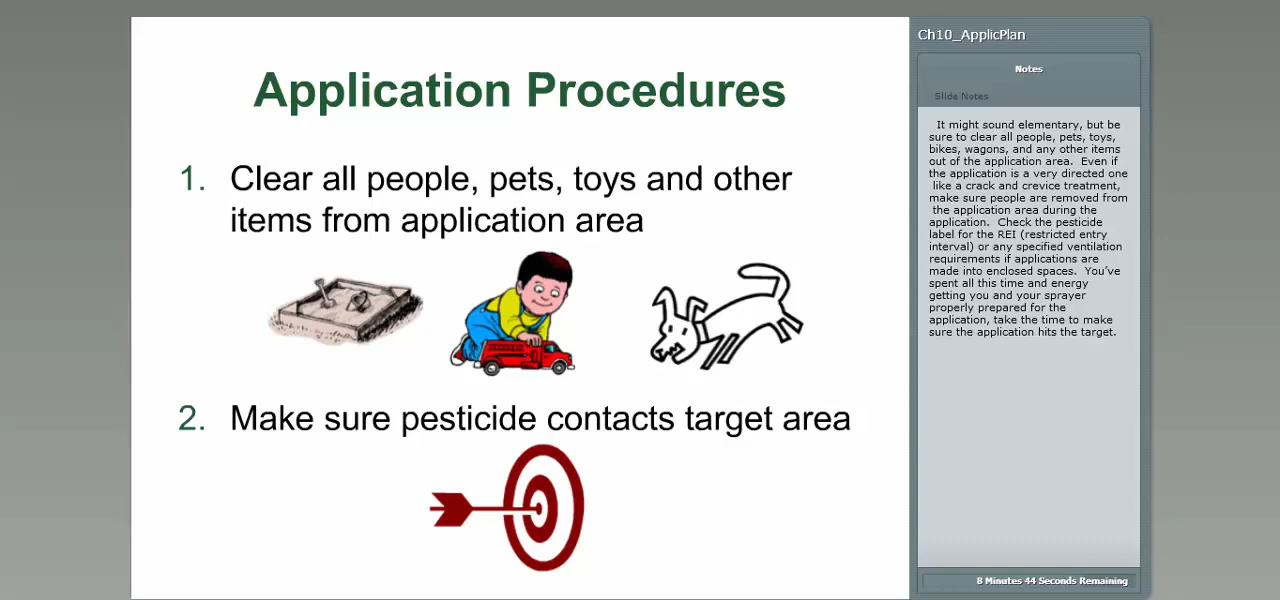 Application Procedures
1. Clear all people, pets, toys and other
items from application area
2. Make sure pesticide contacts target area
Ch10_ApplicPlan
Notes
Slide Notes
It might sound elementary, but be
sure to clear all people, pets, toys,
bikes, wagons, and any other items
out of the application area. Even if
the application is a very directed one
like a crack and crevice treatment,
make sure people are removed from
the application area during the
application. Check the pesticide
label for the REI (restricted entry
interval) or any specified ventilation
requirements if applications are
made into enclosed spaces. You've
spent all this time and energy
getting you and your sprayer
properly prepared for the
application, take the time to make
sure the application hits the target.
8 Minutes 44 Seconds Remaining